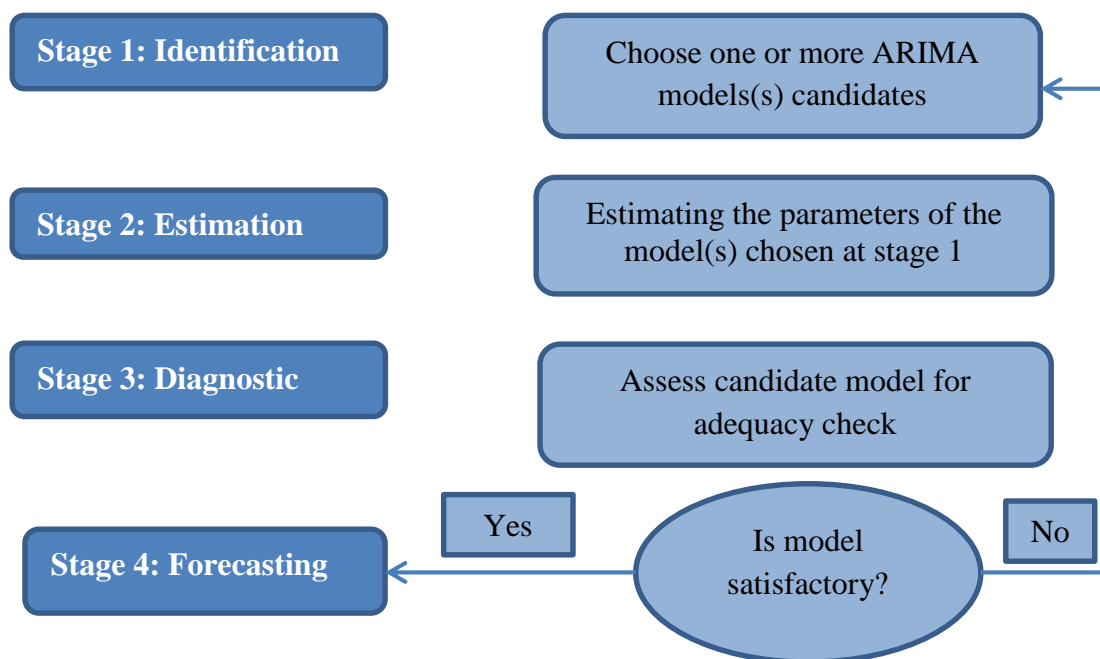 Stage 1: Identification
Choose one or more ARIMA
models(s) candidates
Stage 2: Estimation
Estimating the parameters of the
model(s) chosen at stage 1
Stage 3: Diagnostic
Assess candidate model for
adequacy check
Yes
No
Stage 4: Forecasting
Is model
satisfactory?